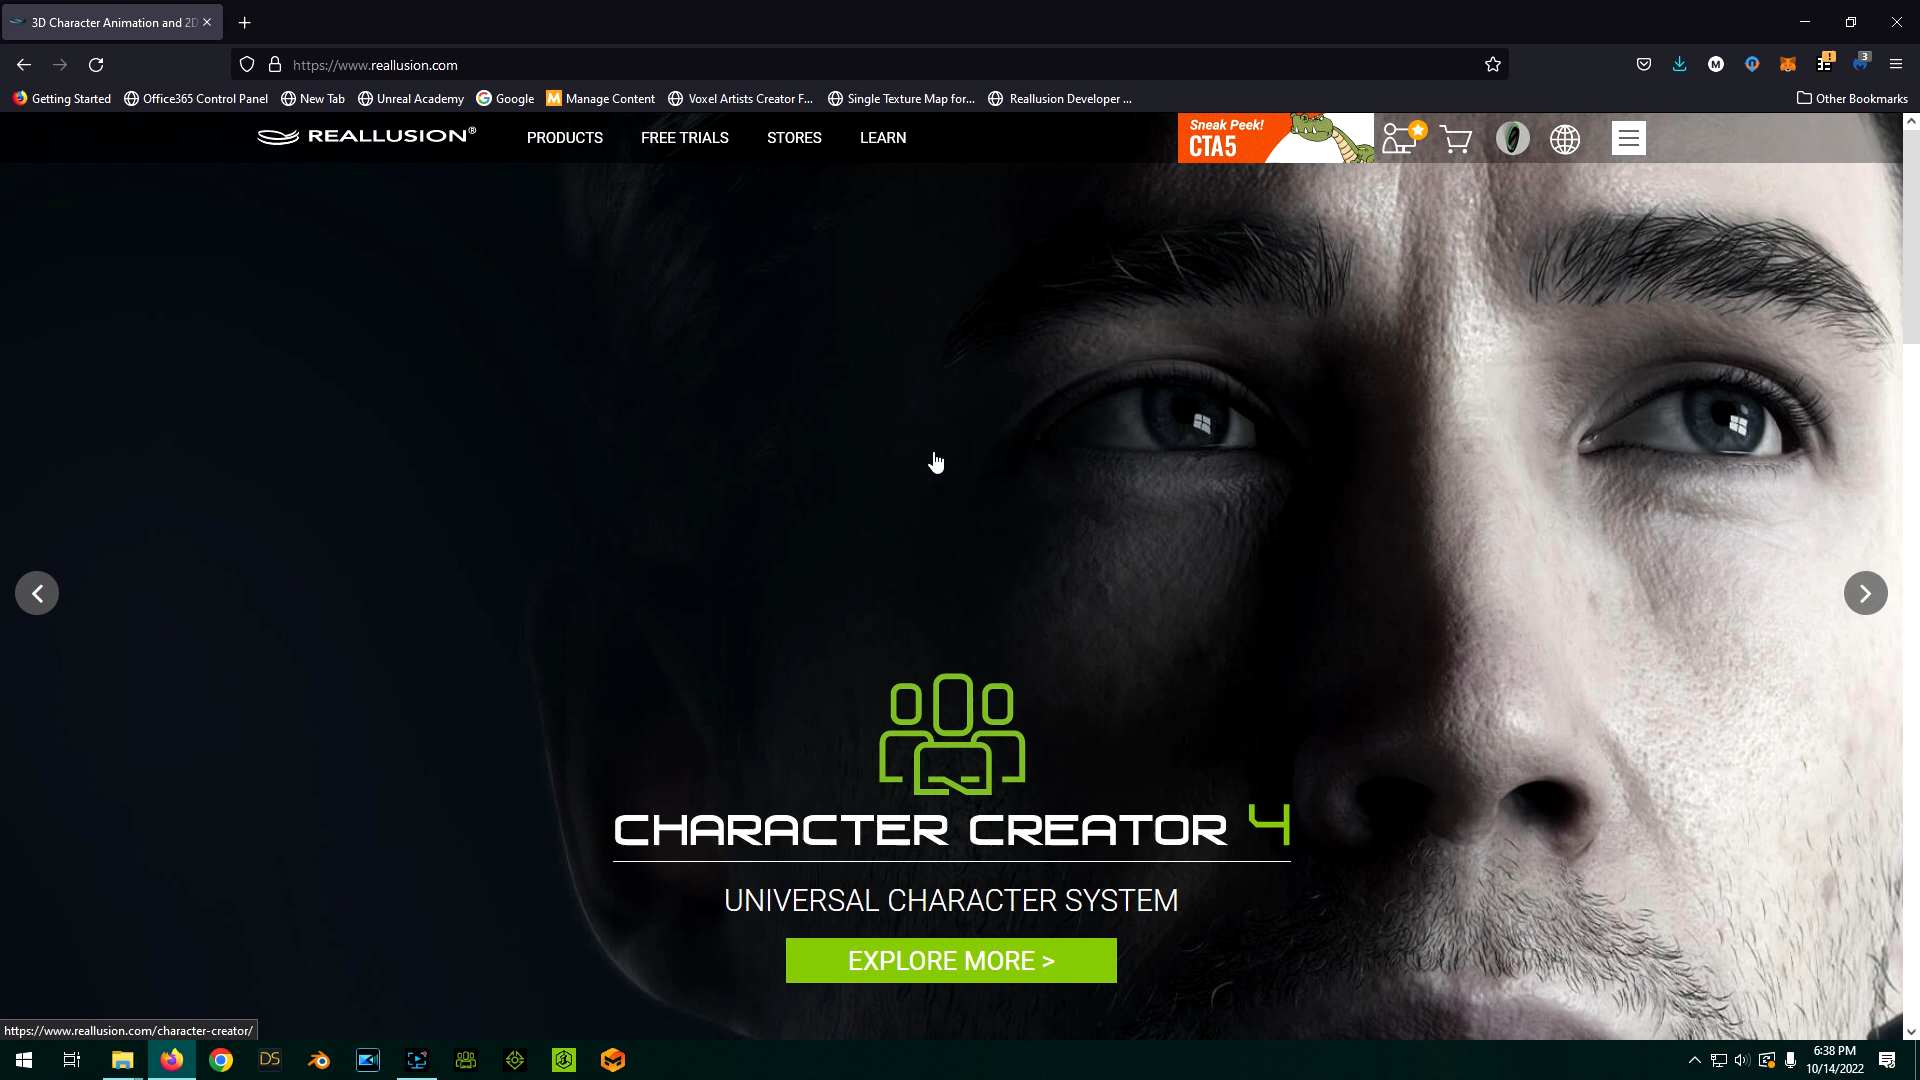 3D Character Animation and 2D
https://www.reallusion.com
Getting Started
Office365 Control Panel
New Tab
Unreal Academy
Google
M Manage Content
Voxel Artists Creator F...
Single Texture Map for...
Reallusion Developer ...
Other Bookmarks
M
!
3
REALLUSION®
PRODUCTS
FREE TRIALS
STORES
LEARN
Sneak Peek!
CTA5
CHARACTER CREATOR 4
UNIVERSAL CHARACTER SYSTEM
EXPLORE MORE >
https://www.reallusion.com/character-creator/
DS
6:38 PM
10/14/2022